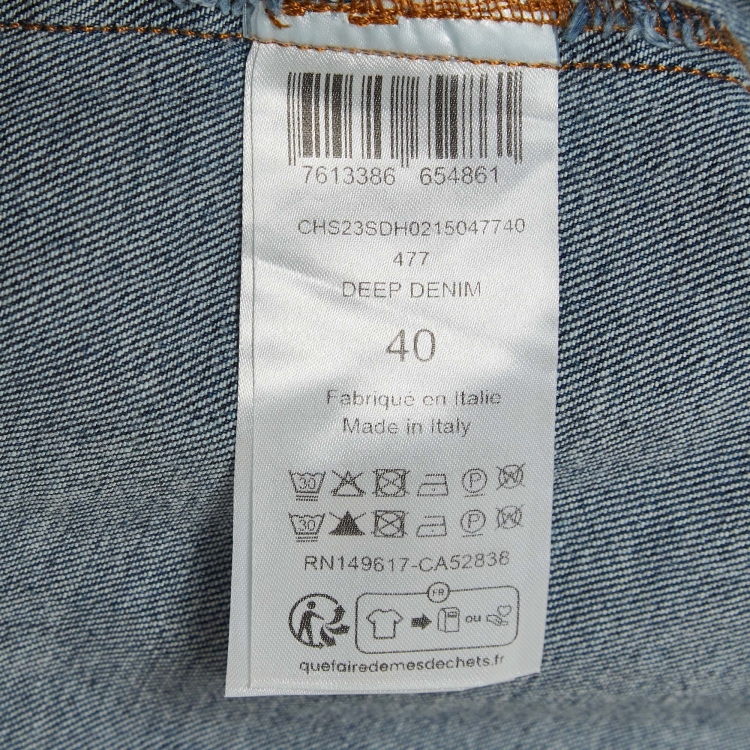 7613386 654861
CHS23SDH0215047740
477
DEEP DENIM
40
Fabriqué en Italie
Made in Italy
30 P W
30 P W
RN149617-CA52838
FR
ou
quefairedemesdechets.fr